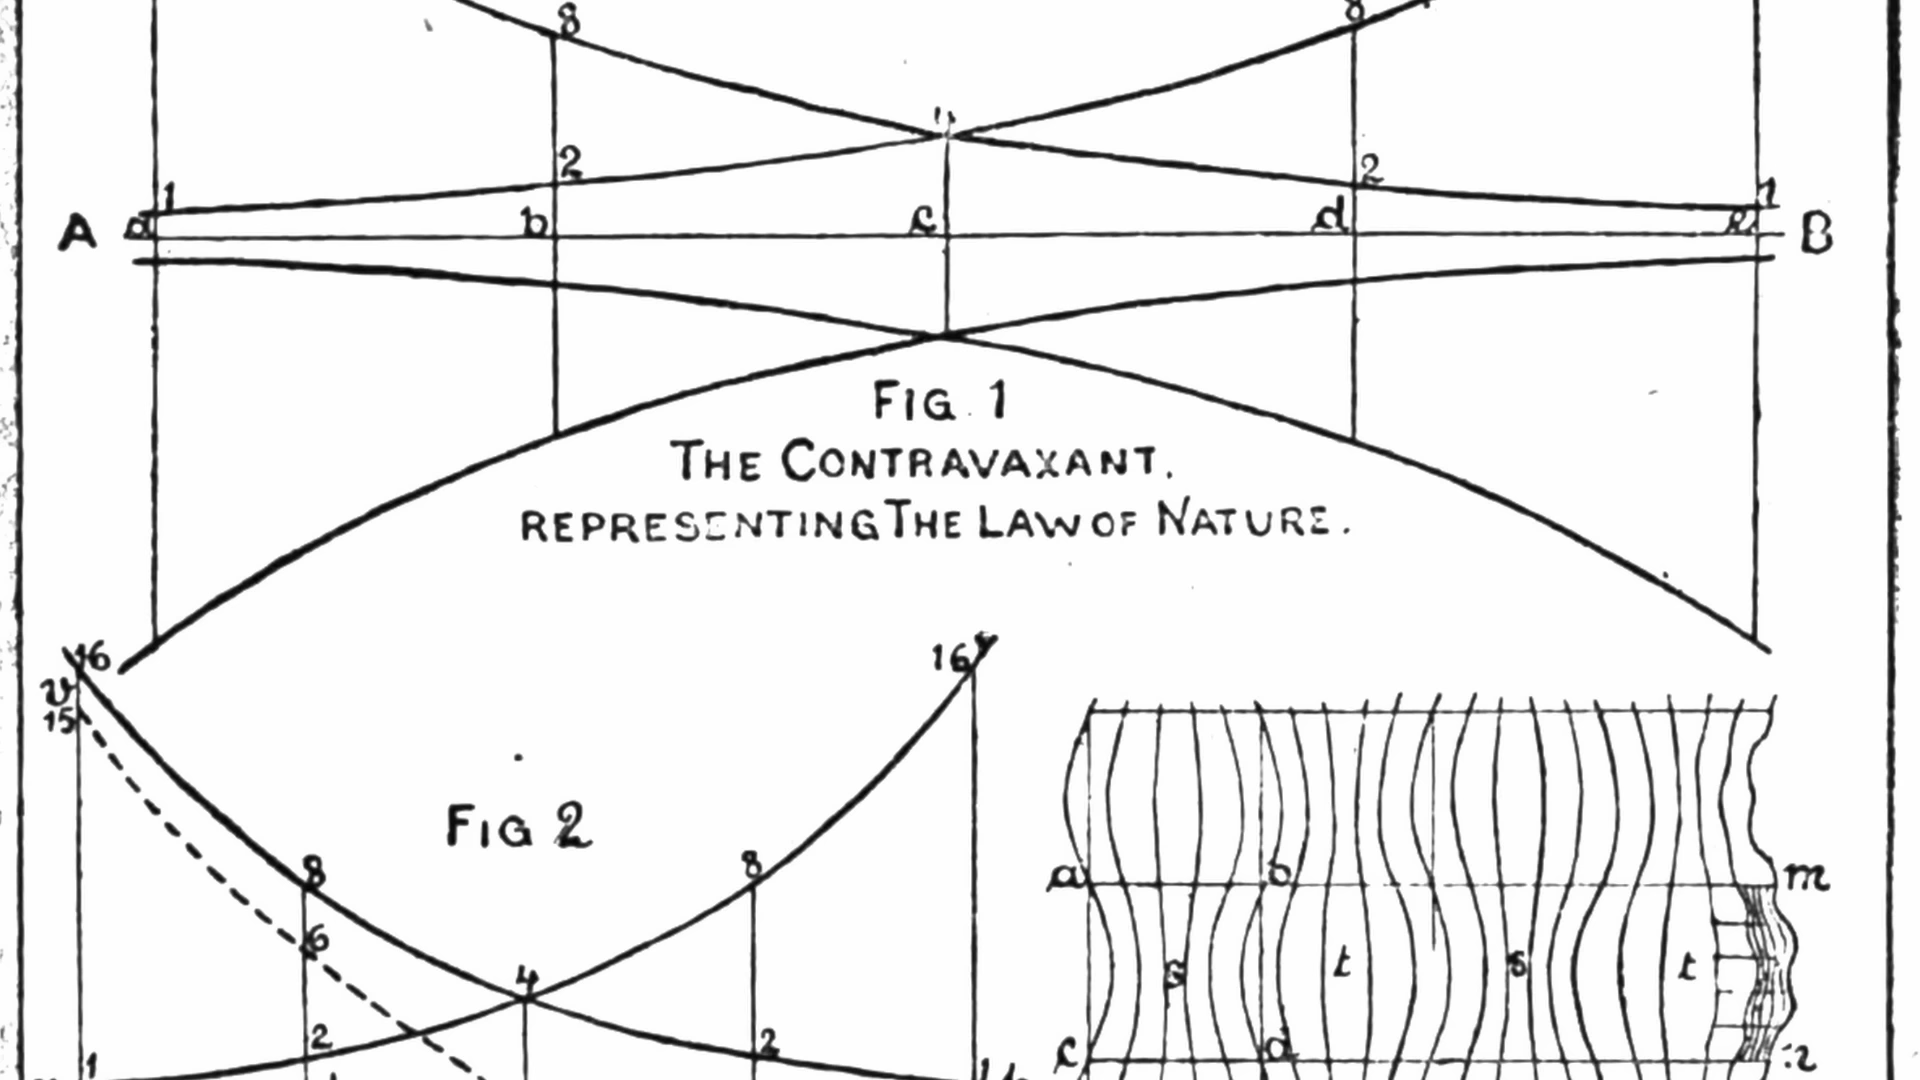 8 8
4
2 2
1 1
A a b c d e B
FIG. 1
THE CONTRAVAXANT.
REPRESENTING THE LAW OF NATURE.
16 16
v
15
FIG 2
8 8
6
4
2 2
1
a b m
s t s t
c d n